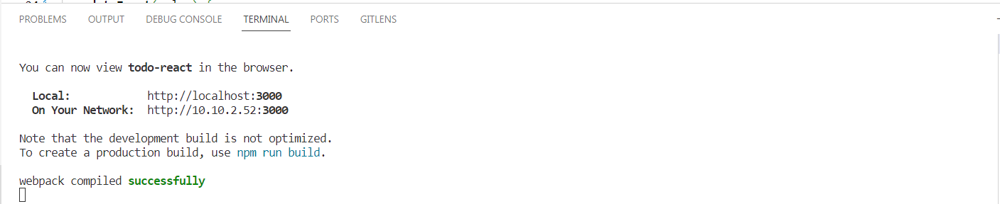 PROBLEMS OUTPUT DEBUG CONSOLE TERMINAL PORTS GITLENS
You can now view todo-react in the browser.
Local: http://localhost:3000
On Your Network: http://10.10.2.52:3000
Note that the development build is not optimized.
To create a production build, use npm run build.
webpack compiled successfully